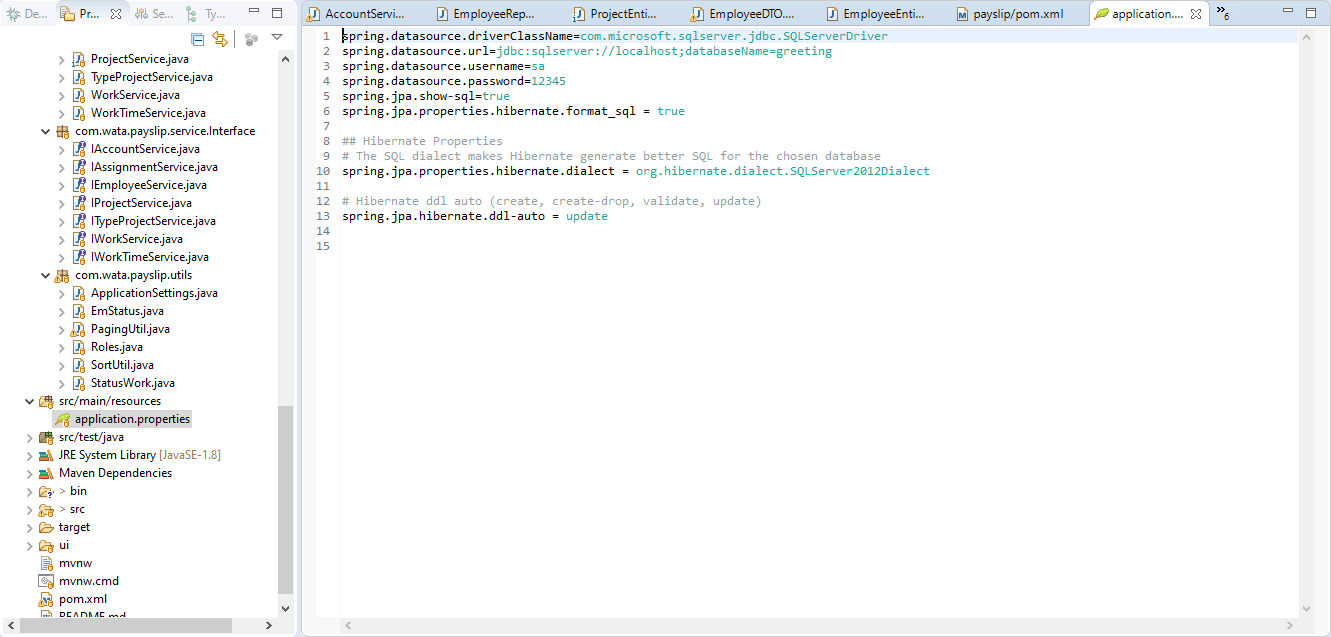 De...
Pr...
Se...
Ty...
ProjectService.java
TypeProjectService.java
WorkService.java
WorkTimeService.java
com.wata.payslip.service.Interface
IAccountService.java
IAssignmentService.java
IEmployeeService.java
IProjectService.java
ITypeProjectService.java
IWorkService.java
IWorkTimeService.java
com.wata.payslip.utils
ApplicationSettings.java
EmStatus.java
PagingUtil.java
Roles.java
SortUtil.java
StatusWork.java
src/main/resources
application.properties
src/test/java
JRE System Library [JavaSE-1.8]
Maven Dependencies
> bin
> src
target
ui
mvnw
mvnw.cmd
pom.xml
README.md
AccountServi...
EmployeeRep...
ProjectEnti...
EmployeeDTO....
EmployeeEnti...
payslip/pom.xml
application....
»6
1 spring.datasource.driverClassName=com.microsoft.sqlserver.jdbc.SQLServerDriver
2 spring.datasource.url=jdbc:sqlserver://localhost;databaseName=greeting
3 spring.datasource.username=sa
4 spring.datasource.password=12345
5 spring.jpa.show-sql=true
6 spring.jpa.properties.hibernate.format_sql = true
7
8 ## Hibernate Properties
9 # The SQL dialect makes Hibernate generate better SQL for the chosen database
10 spring.jpa.properties.hibernate.dialect = org.hibernate.dialect.SQLServer2012Dialect
11
12 # Hibernate ddl auto (create, create-drop, validate, update)
13 spring.jpa.hibernate.ddl-auto = update
14
15